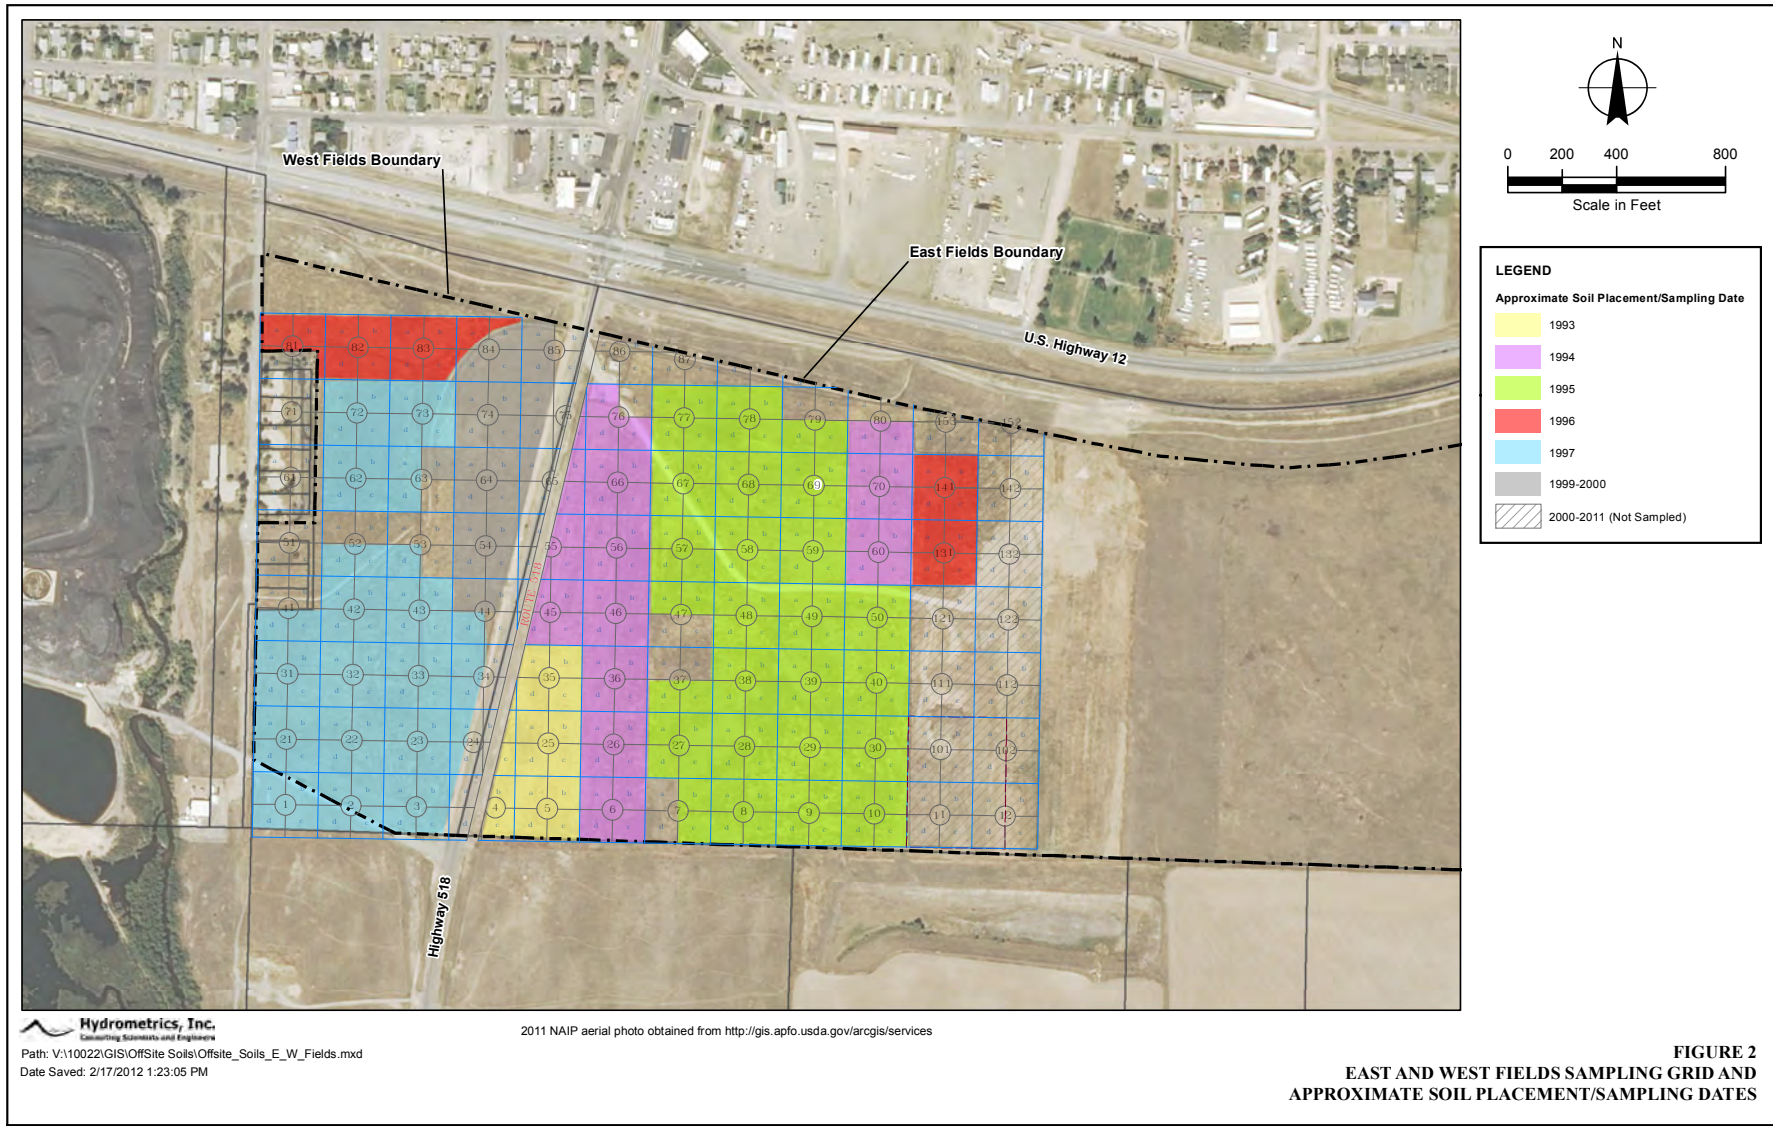 N
0 200 400 800
Scale in Feet
West Fields Boundary
East Fields Boundary
U.S. Highway 12
ROUTE 518
Highway 518
LEGEND
Approximate Soil Placement/Sampling Date
1993
1994
1995
1996
1997
1999-2000
2000-2011 (Not Sampled)
81 82 83 84 85 86 87
71 72 73 74 75 76 77 78 79 80 153 152
61 62 63 64 65 66 67 68 69 70 141 142
51 52 53 54 55 56 57 58 59 60 131 132
41 42 43 44 45 46 47 48 49 50 121 122
31 32 33 34 35 36 37 38 39 40 111 112
21 22 23 24 25 26 27 28 29 30 101 102
1 2 3 4 5 6 7 8 9 10 11 12
Hydrometrics, Inc.
Consulting Scientists and Engineers
2011 NAIP aerial photo obtained from http://gis.apfo.usda.gov/arcgis/services
Path: V:\10022\GIS\OffSite Soils\Offsite_Soils_E_W_Fields.mxd
Date Saved: 2/17/2012 1:23:05 PM
FIGURE 2
EAST AND WEST FIELDS SAMPLING GRID AND
APPROXIMATE SOIL PLACEMENT/SAMPLING DATES